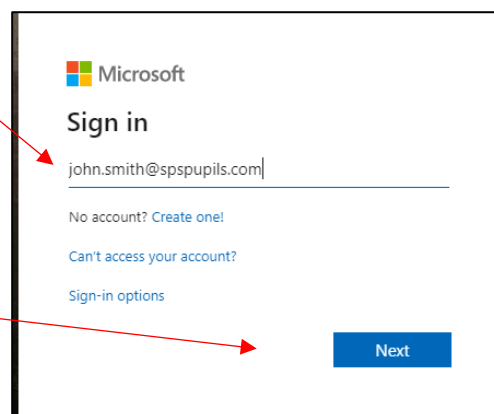 Microsoft
Sign in
john.smith@spspupils.com
No account? Create one!
Can't access your account?
Sign-in options
Next